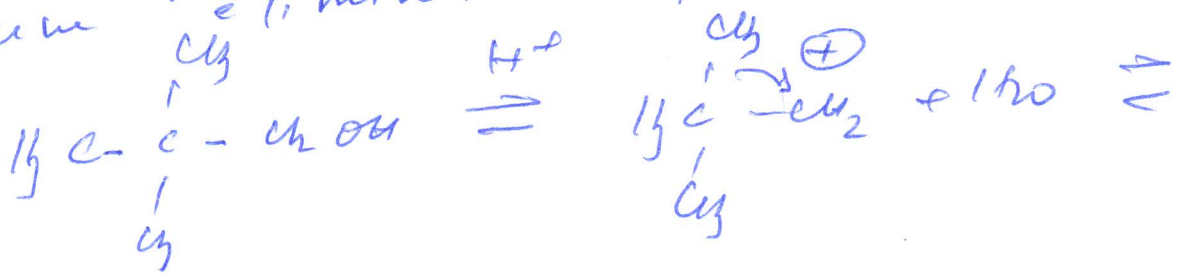 CH3 CH3 ⊕
H+
H3C - C - CH2OH ⇌ H3C - CH2 + H2O ⇌
CH3 CH3